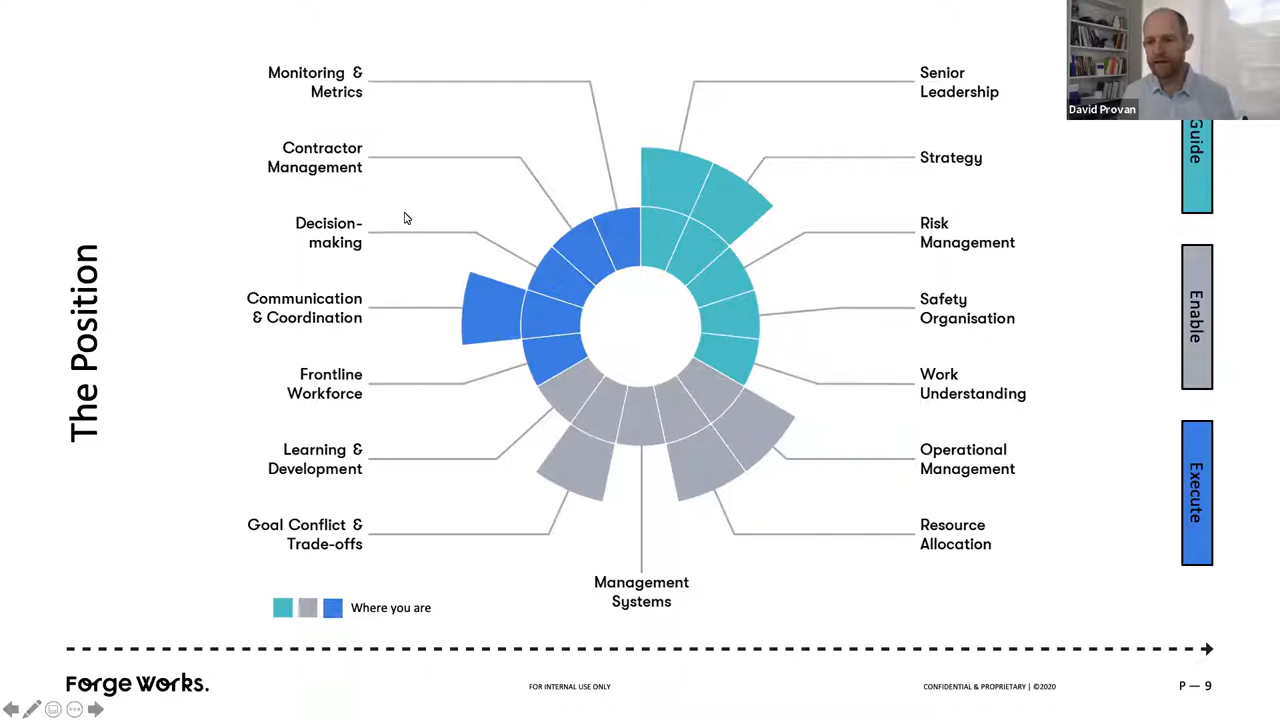 David Provan
The Position
Monitoring &
Metrics
Contractor
Management
Decision-
making
Communication
& Coordination
Frontline
Workforce
Learning &
Development
Goal Conflict &
Trade-offs
Management
Systems
Senior
Leadership
Strategy
Risk
Management
Safety
Organisation
Work
Understanding
Operational
Management
Resource
Allocation
Guide
Enable
Execute
Where you are
Forge Works.
FOR INTERNAL USE ONLY
CONFIDENTIAL & PROPRIETARY | ©2020
P — 9